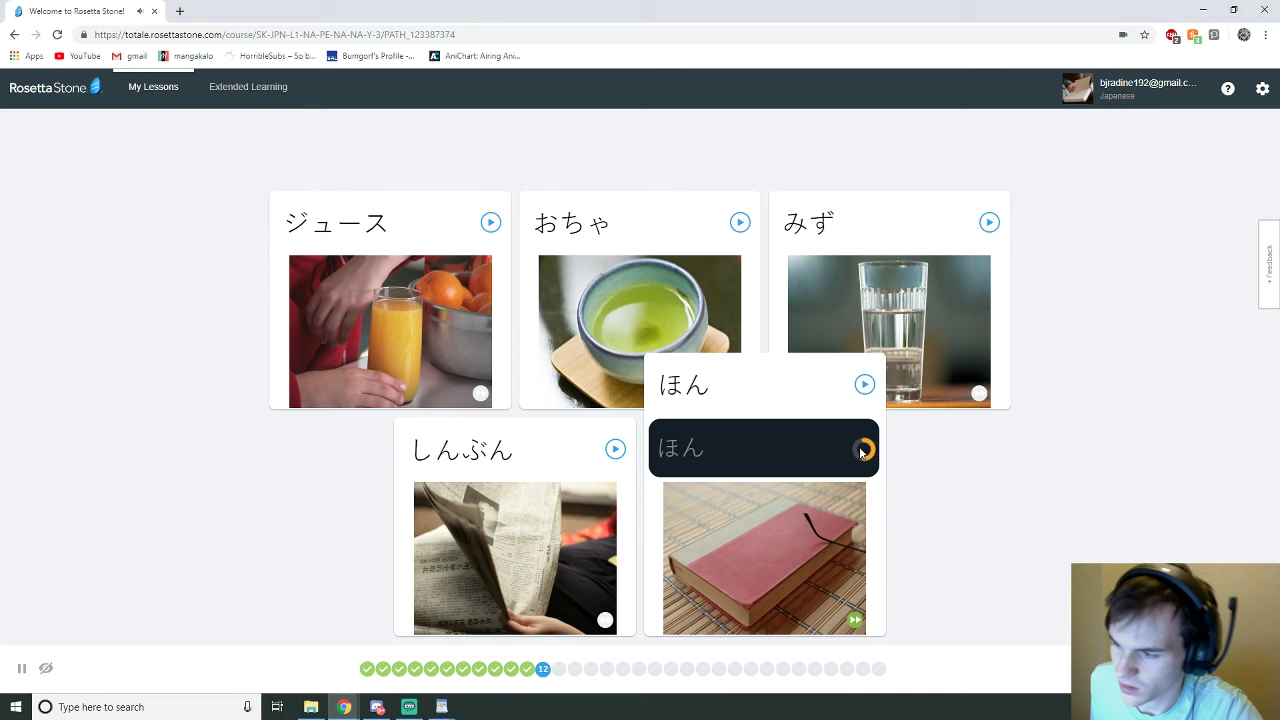 Welcome to Rosetta Stone!
https://totale.rosettastone.com/course/SK-JPN-L1-NA-PE-NA-NA-Y-3/PATH_123387374
Apps YouTube gmail mangakalo HorribleSubs – So b... Bumgorf's Profile -... AniChart: Airing Ani...
RosettaStone My Lessons Extended Learning bjradine192@gmail.c...
Japanese
ジュース おちゃ みず
+ Feedback
ほん
しんぶん ほん
12
Type here to search